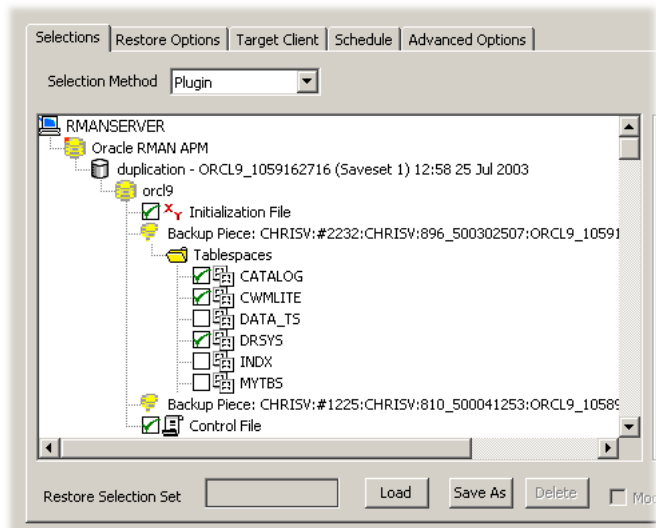 Selections Restore Options Target Client Schedule Advanced Options
Selection Method Plugin
RMANSERVER
Oracle RMAN APM
duplication - ORCL9_1059162716 (Saveset 1) 12:58 25 Jul 2003
orcl9
XY Initialization File
Backup Piece: CHRISV:#2232:CHRISV:896_500302507:ORCL9_10591
Tablespaces
CATALOG
CWMLITE
DATA_TS
DRSYS
INDX
MYTBS
Backup Piece: CHRISV:#1225:CHRISV:810_500041253:ORCL9_10589
Control File
Restore Selection Set Load Save As Delete